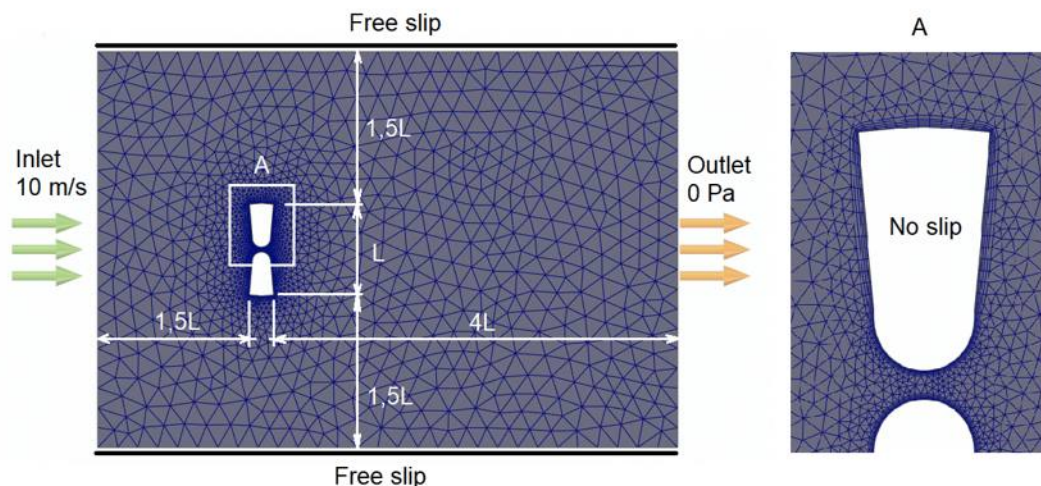 Free slip
A
1,5L
Inlet
10 m/s
A
Outlet
0 Pa
L
No slip
1,5L
4L
1,5L
Free slip